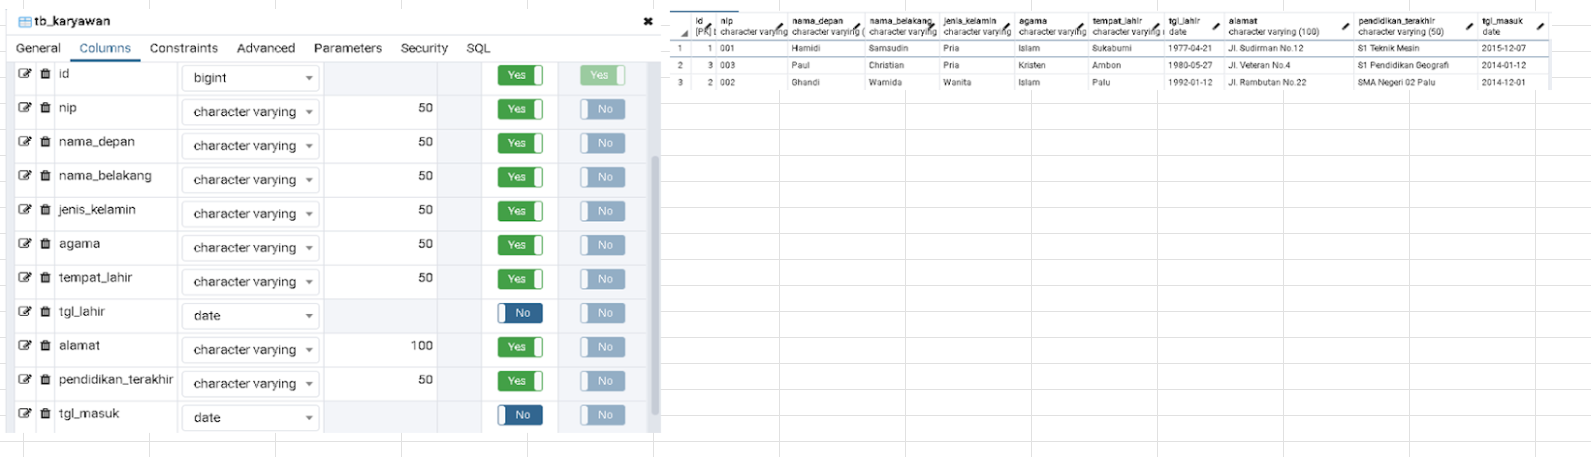 tb_karyawan
General Columns Constraints Advanced Parameters Security SQL
id bigint Yes Yes
nip character varying 50 Yes No
nama_depan character varying 50 Yes No
nama_belakang character varying 50 Yes No
jenis_kelamin character varying 50 Yes No
agama character varying 50 Yes No
tempat_lahir character varying 50 Yes No
tgl_lahir date No No
alamat character varying 100 Yes No
pendidikan_terakhir character varying 50 Yes No
tgl_masuk date No No
id nip nama_depan nama_belakang jenis_kelamin agama tempat_lahir tgl_lahir alamat pendidikan_terakhir tgl_masuk
[PK] character varying character varying ( character varying character varying character varying character varying ( date character varying (100) character varying (50) date
1 1 001 Hamidi Samsudin Pria Islam Sukabumi 1977-04-21 Jl. Sudirman No.12 S1 Teknik Mesin 2015-12-07
2 3 003 Paul Christian Pria Kristen Ambon 1980-05-27 Jl. Veteran No.4 S1 Pendidikan Geografi 2014-01-12
3 2 002 Ghandi Wamida Wanita Islam Palu 1992-01-12 Jl. Rambutan No.22 SMA Negeri 02 Palu 2014-12-01